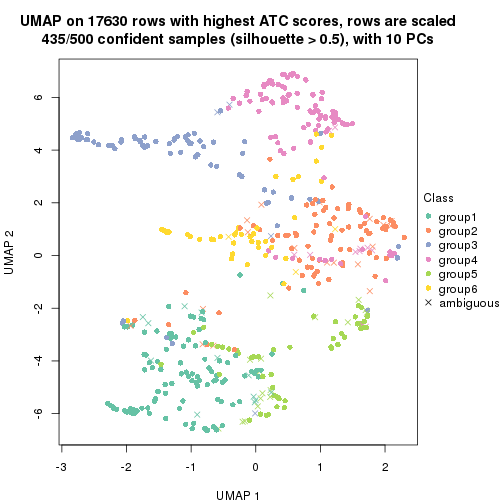 UMAP on 17630 rows with highest ATC scores, rows are scaled
435/500 confident samples (silhouette > 0.5), with 10 PCs
6
4
2
0
-2
-4
-6
UMAP 2
-3 -2 -1 0 1 2
UMAP 1
Class
group1
group2
group3
group4
group5
group6
ambiguous